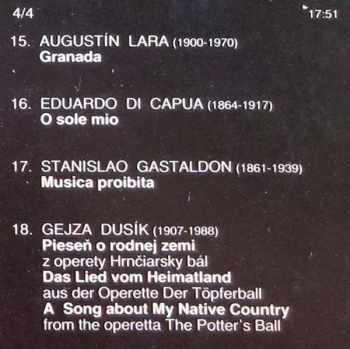 4/4 17:51
15. AUGUSTÍN LARA (1900-1970)
Granada
16. EDUARDO DI CAPUA (1864-1917)
O sole mio
17. STANISLAO GASTALDON (1861-1939)
Musica proibita
18. GEJZA DUSÍK (1907-1988)
Pieseň o rodnej zemi
z operety Hrnčiarsky bál
Das Lied vom Heimatland
aus der Operette Der Töpferball
A Song about My Native Country
from the operetta The Potter's Ball